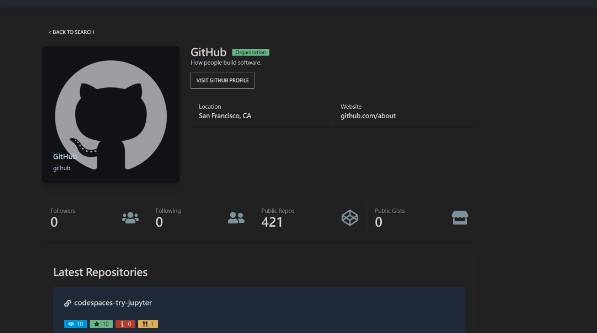 < BACK TO SEARCH
GitHub Organization
How people build software.
VISIT GITHUB PROFILE
Location
San Francisco, CA
Website
github.com/about
GitHub
github
Followers
0
Following
0
Public Repos
421
Public Gists
0
Latest Repositories
codespaces-try-jupyter
10 10 0 1